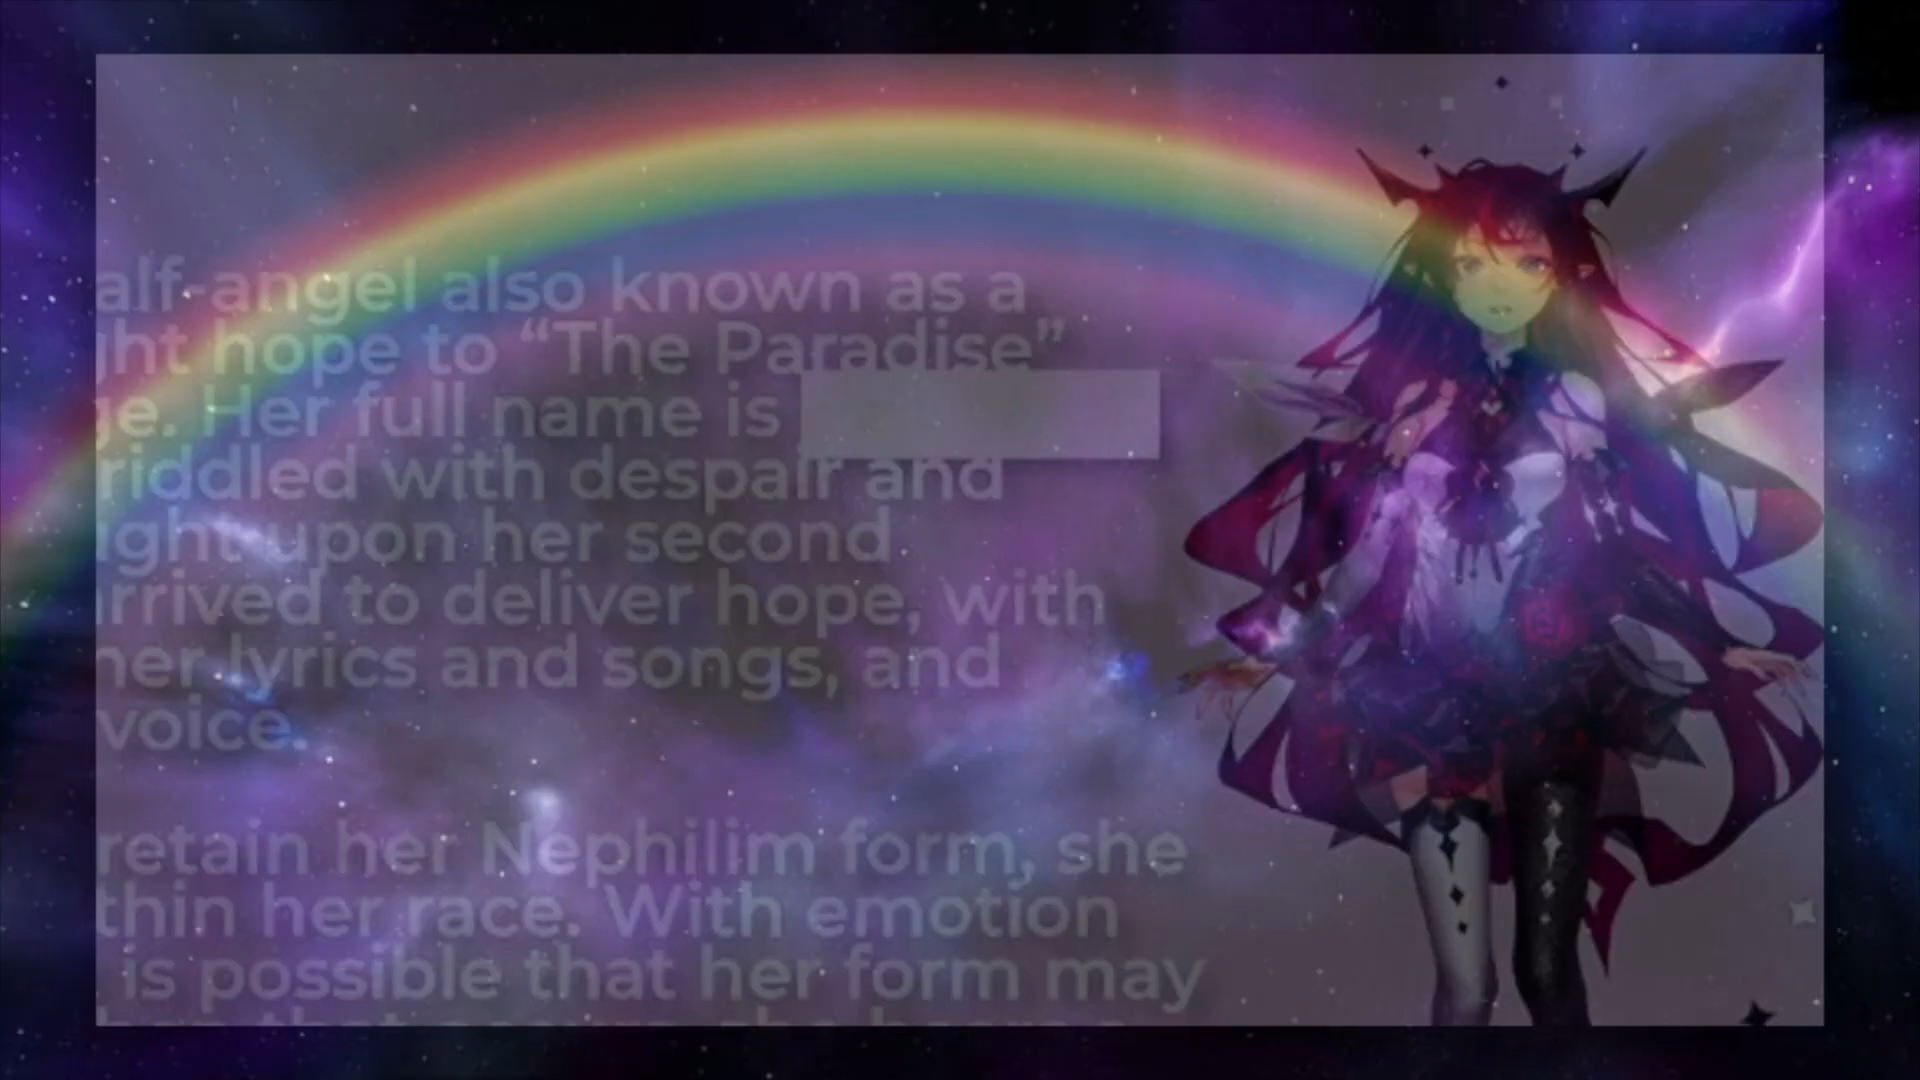 alf-angel also known as a
ght hope to “The Paradise”
ge. Her full name is
riddled with despair and
ight upon her second
arrived to deliver hope, with
her lyrics and songs, and
voice.
retain her Nephilim form, she
thin her race. With emotion
is possible that her form may